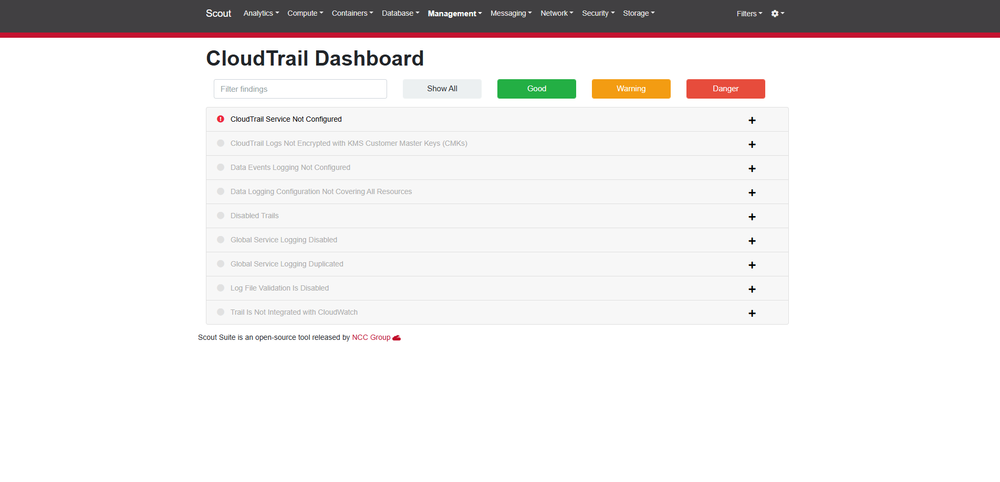 Scout Analytics Compute Containers Database Management Messaging Network Security Storage Filters
CloudTrail Dashboard
Filter findings Show All Good Warning Danger
CloudTrail Service Not Configured
CloudTrail Logs Not Encrypted with KMS Customer Master Keys (CMKs)
Data Events Logging Not Configured
Data Logging Configuration Not Covering All Resources
Disabled Trails
Global Service Logging Disabled
Global Service Logging Duplicated
Log File Validation Is Disabled
Trail Is Not Integrated with CloudWatch
Scout Suite is an open-source tool released by NCC Group